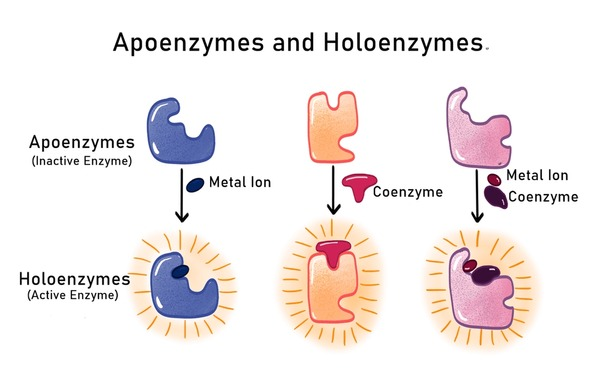 Apoenzymes and Holoenzymes.
Apoenzymes
(Inactive Enzyme)
Metal Ion
Coenzyme
Metal Ion
Coenzyme
Holoenzymes
(Active Enzyme)